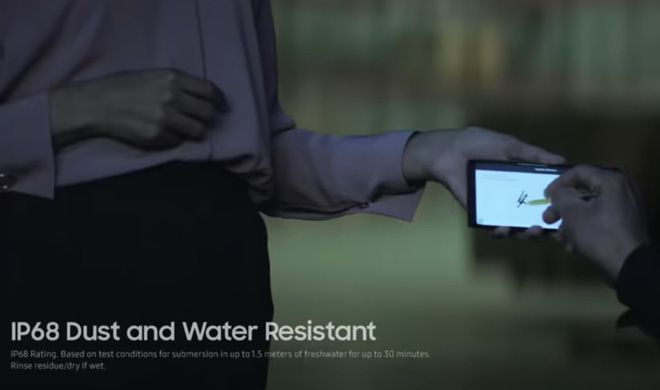 IP68 Dust and Water Resistant
IP68 Rating. Based on test conditions for submersion in up to 1.5 meters of freshwater for up to 30 minutes.
Rinse residue/dry if wet.